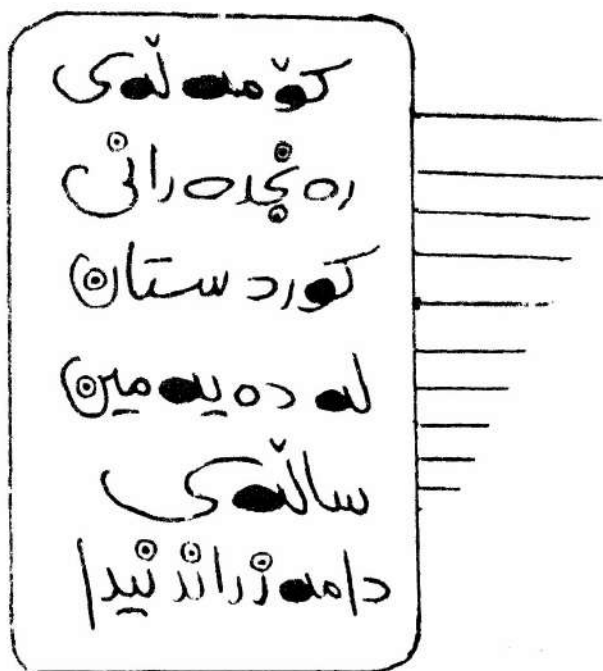 کۆمەڵەی
ڕەنجدەرانی
کوردستان
لە دەیەمین
ساڵەی
دامەزراندنیدا